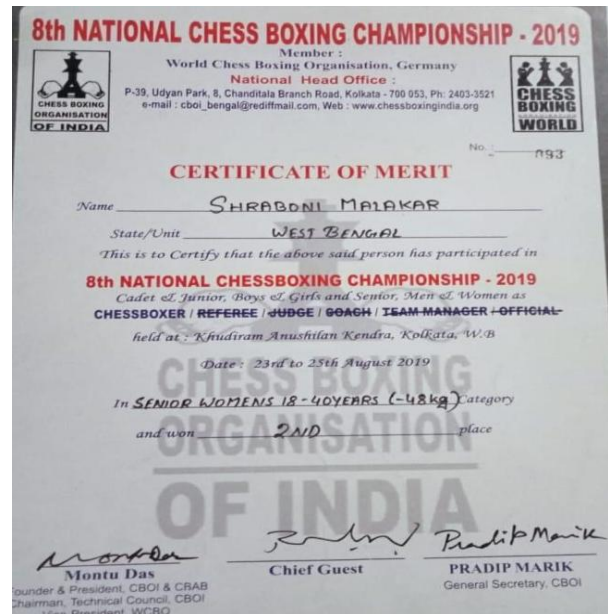 8th NATIONAL CHESS BOXING CHAMPIONSHIP - 2019
Member :
World Chess Boxing Organisation, Germany
National Head Office :
P-39, Udyan Park, 8, Chanditala Branch Road, Kolkata - 700 053, Ph: 2403-3521
e-mail : cboi_bengal@rediffmail.com, Web : www.chessboxingindia.org
CHESS BOXING
ORGANISATION
OF INDIA
CHESS
BOXING
WORLD
No. 093
CERTIFICATE OF MERIT
Name SHRABONI MALAKAR
State/Unit WEST BENGAL
This is to Certify that the above said person has participated in
8th NATIONAL CHESSBOXING CHAMPIONSHIP - 2019
Cadet & Junior, Boys & Girls and Senior, Men & Women as
CHESSBOXER / REFEREE / JUDGE / COACH / TEAM MANAGER / OFFICIAL
held at : Khudiram Anushilan Kendra, Kolkata, W.B
Date : 23rd to 25th August 2019
In SENIOR WOMENS 18-40YEARS (-48kg) Category
and won 2ND place
CHESS BOXING
ORGANISATION
OF INDIA
Montu Das
Chief Guest
Pradip Marik
Montu Das
PRADIP MARIK
ounder & President, CBOI & CRAB
General Secretary, CBOI
Chairman, Technical Council, CBOI
Vice President, WCBO